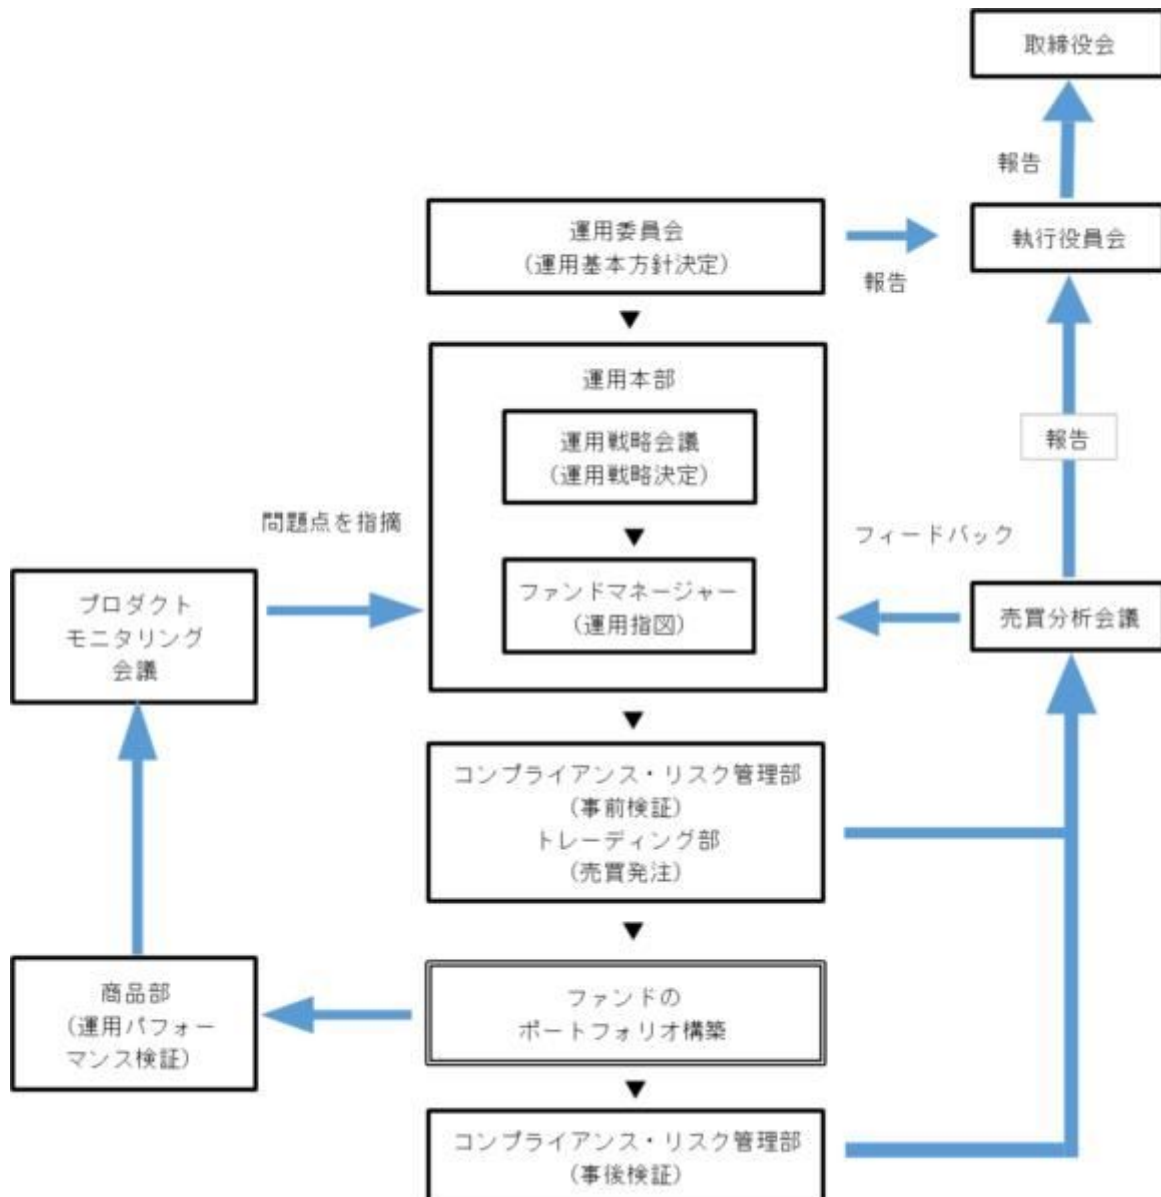 取締役会
報告
運用委員会
(運用基本方針決定)
執行役員会
報告
運用本部
運用戦略会議
(運用戦略決定)
報告
問題点を指摘
フィードバック
プロダクト
モニタリング
会議
ファンドマネージャー
(運用指図)
売買分析会議
コンプライアンス・リスク管理部
(事前検証)
トレーディング部
(売買発注)
商品部
(運用パフォー
マンス検証)
ファンドの
ポートフォリオ構築
コンプライアンス・リスク管理部
(事後検証)